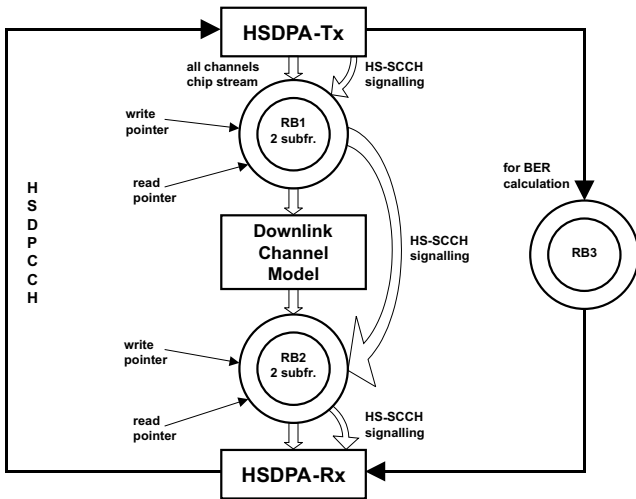 HSDPA-Tx
all channels
chip stream
HS-SCCH
signalling
write
pointer
RB1
2 subfr.
read
pointer
for BER
calculation
H
S
D
P
C
C
H
Downlink
Channel
Model
HS-SCCH
signalling
RB3
write
pointer
RB2
2 subfr.
read
pointer
HS-SCCH
signalling
HSDPA-Rx